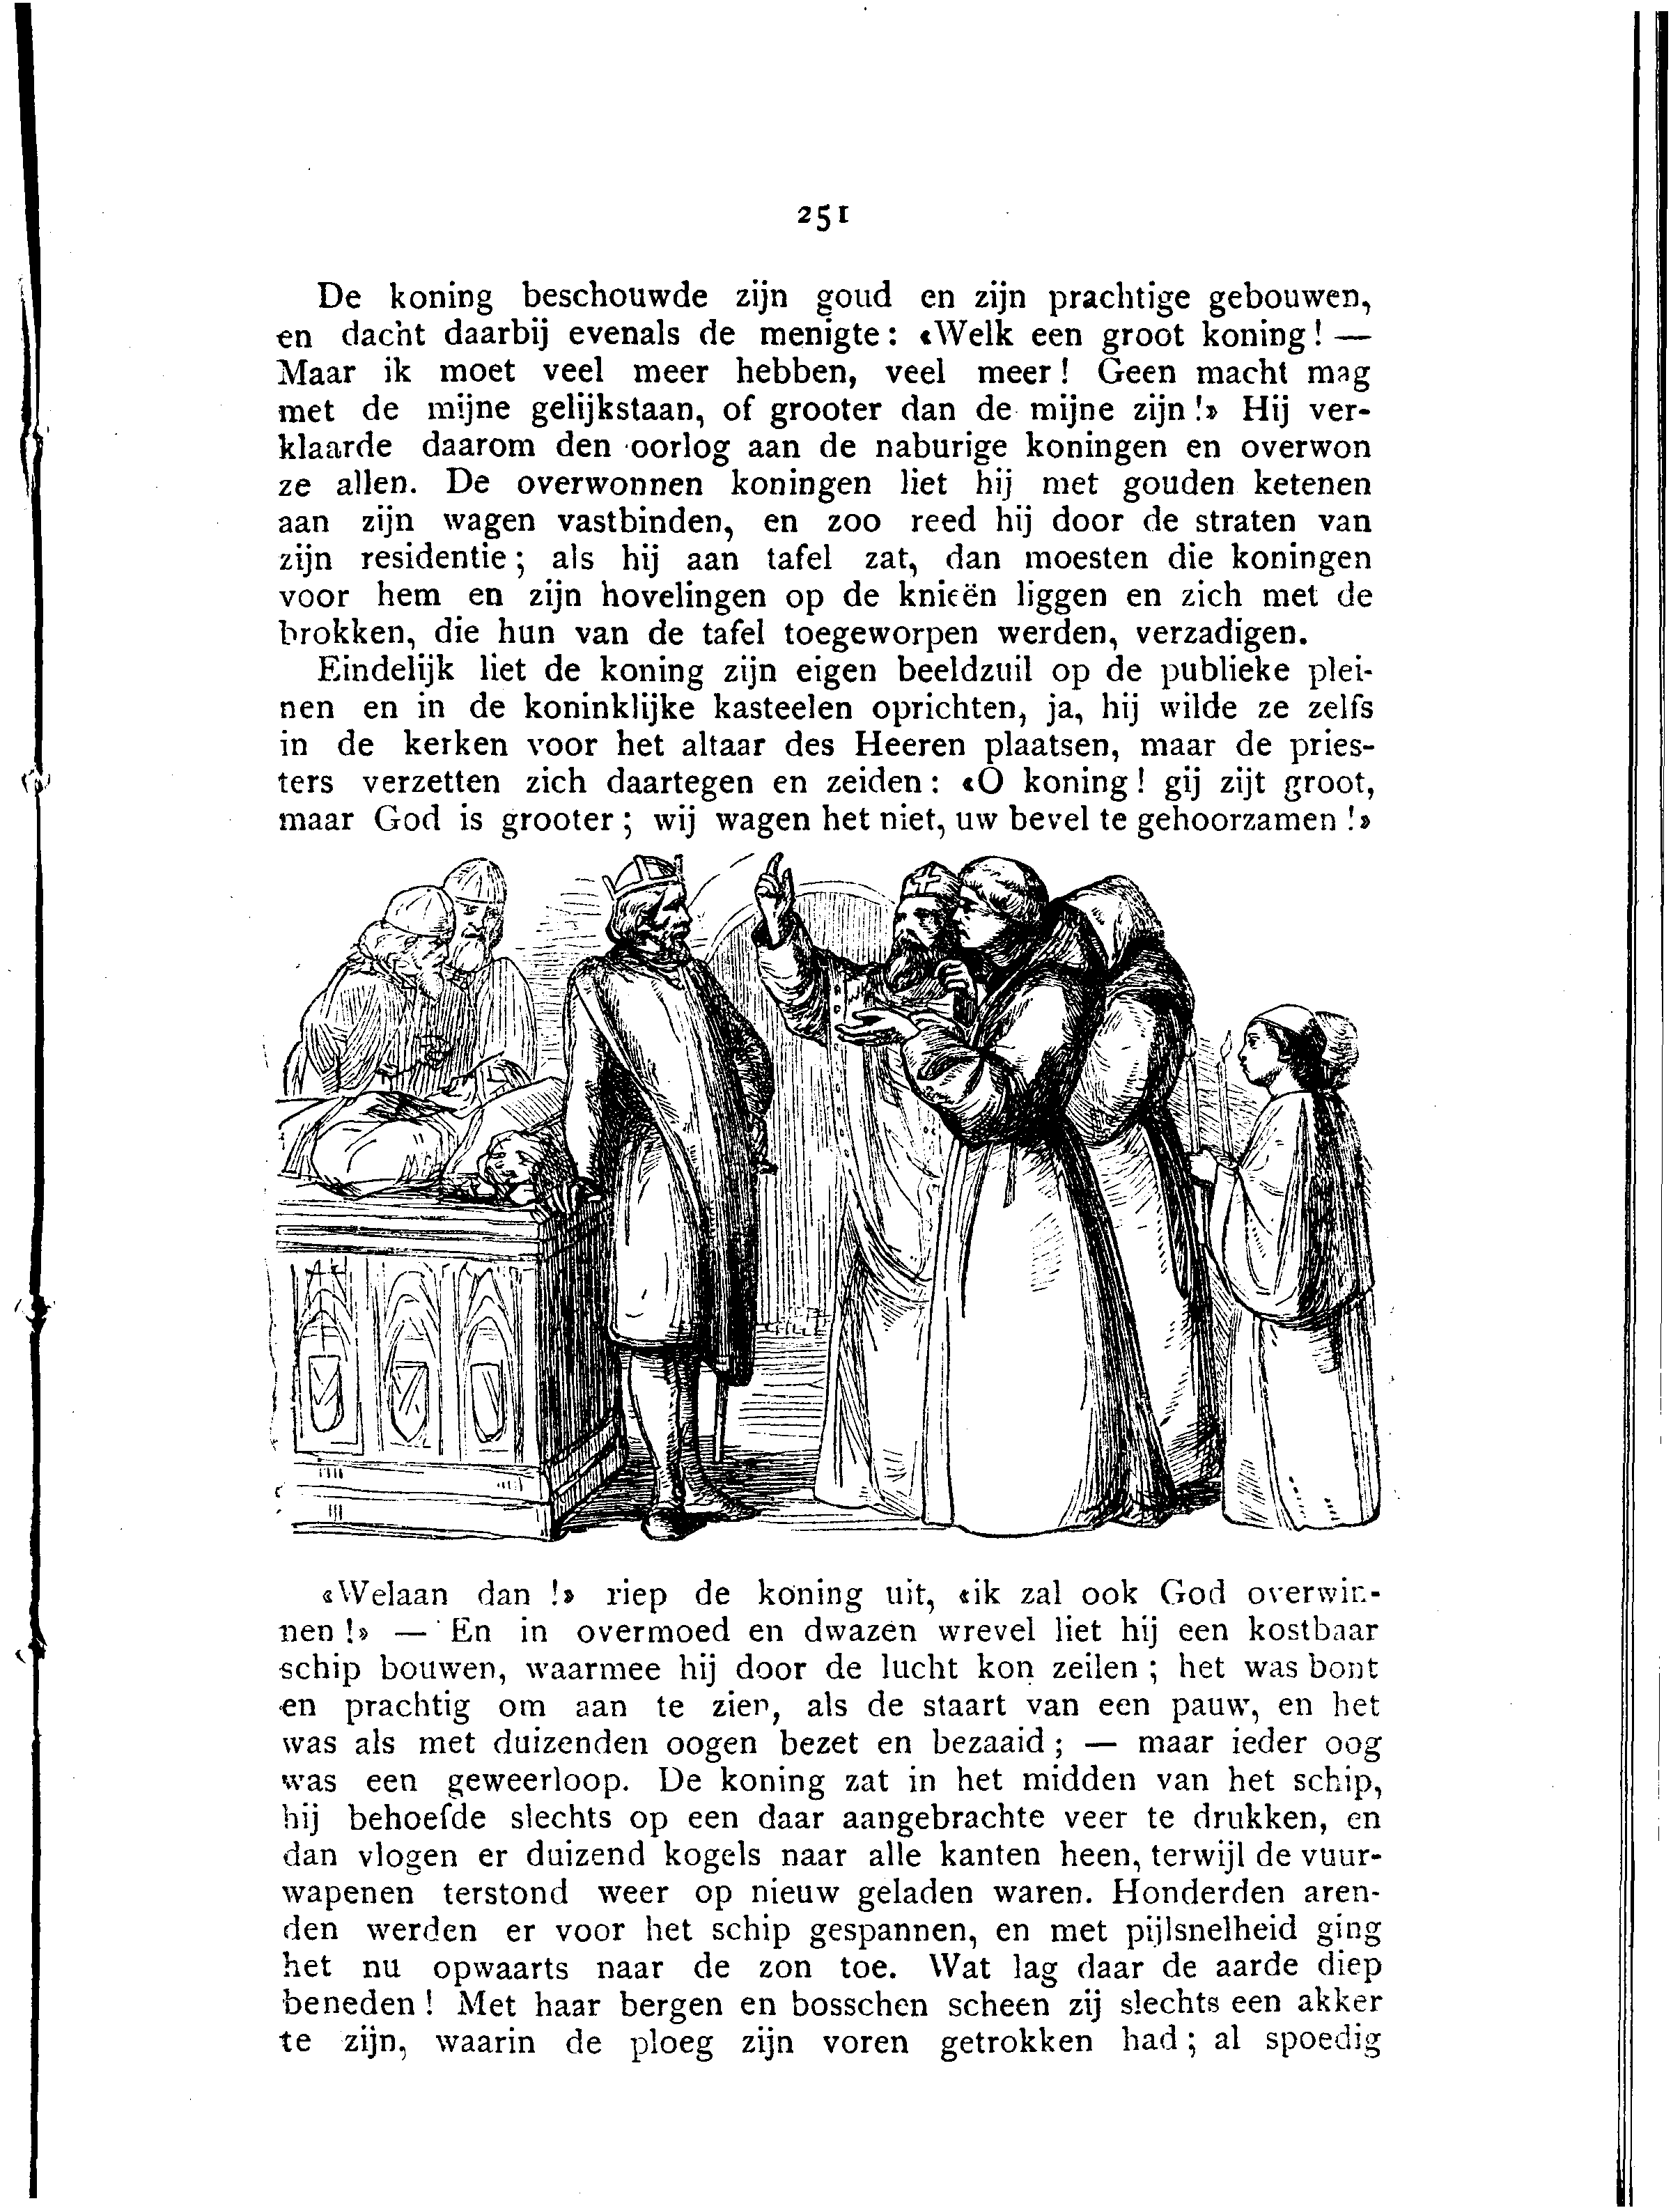 251
De koning beschouwde zijn goud en zijn prachtige gebouwen,
en dacht daarbij evenals de menigte: «Welk een groot koning! —
Maar ik moet veel meer hebben, veel meer! Geen macht mag
met de mijne gelijkstaan, of grooter dan de mijne zijn!» Hij ver-
klaarde daarom den oorlog aan de naburige koningen en overwon
ze allen. De overwonnen koningen liet hij met gouden ketenen
aan zijn wagen vastbinden, en zoo reed hij door de straten van
zijn residentie; als hij aan tafel zat, dan moesten die koningen
voor hem en zijn hovelingen op de knieën liggen en zich met de
brokken, die hun van de tafel toegeworpen werden, verzadigen.
Eindelijk liet de koning zijn eigen beeldzuil op de publieke plei-
nen en in de koninklijke kasteelen oprichten, ja, hij wilde ze zelfs
in de kerken voor het altaar des Heeren plaatsen, maar de pries-
ters verzetten zich daartegen en zeiden: «O koning! gij zijt groot,
maar God is grooter; wij wagen het niet, uw bevel te gehoorzamen!»
«Welaan dan!» riep de koning uit, «ik zal ook God overwin-
nen!» — En in overmoed en dwazen wrevel liet hij een kostbaar
schip bouwen, waarmee hij door de lucht kon zeilen; het was bont
en prachtig om aan te zien, als de staart van een pauw, en het
was als met duizenden oogen bezet en bezaaid; — maar ieder oog
was een geweerloop. De koning zat in het midden van het schip,
hij behoefde slechts op een daar aangebrachte veer te drukken, en
dan vlogen er duizend kogels naar alle kanten heen, terwijl de vuur-
wapenen terstond weer op nieuw geladen waren. Honderden aren-
den werden er voor het schip gespannen, en met pijlsnelheid ging
het nu opwaarts naar de zon toe. Wat lag daar de aarde diep
beneden! Met haar bergen en bosschen scheen zij slechts een akker
te zijn, waarin de ploeg zijn voren getrokken had; al spoedig